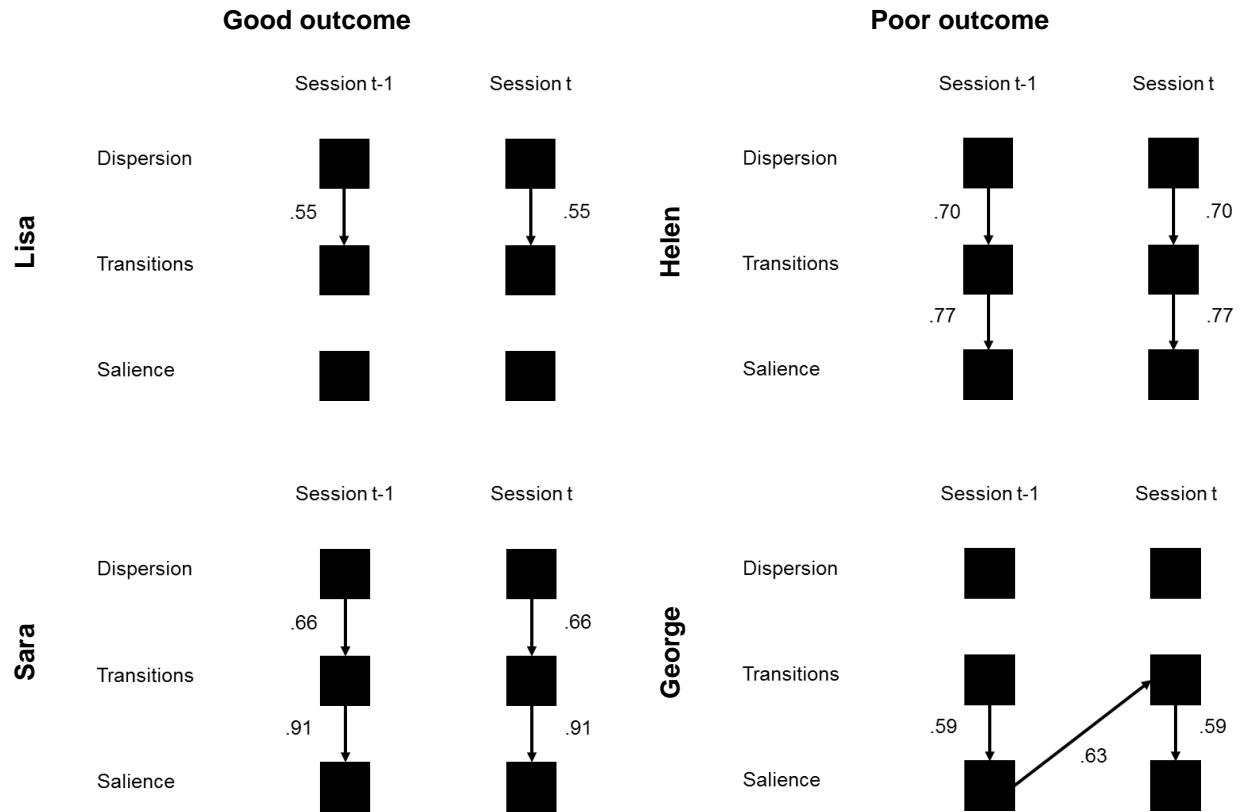 Good outcome
Poor outcome
Lisa
Session t-1 Session t
Dispersion
.55 .55
Transitions
Salience
Helen
Session t-1 Session t
Dispersion
.70 .70
Transitions
.77 .77
Salience
Sara
Session t-1 Session t
Dispersion
.66 .66
Transitions
.91 .91
Salience
George
Session t-1 Session t
Dispersion
Transitions
.59 .63 .59
Salience